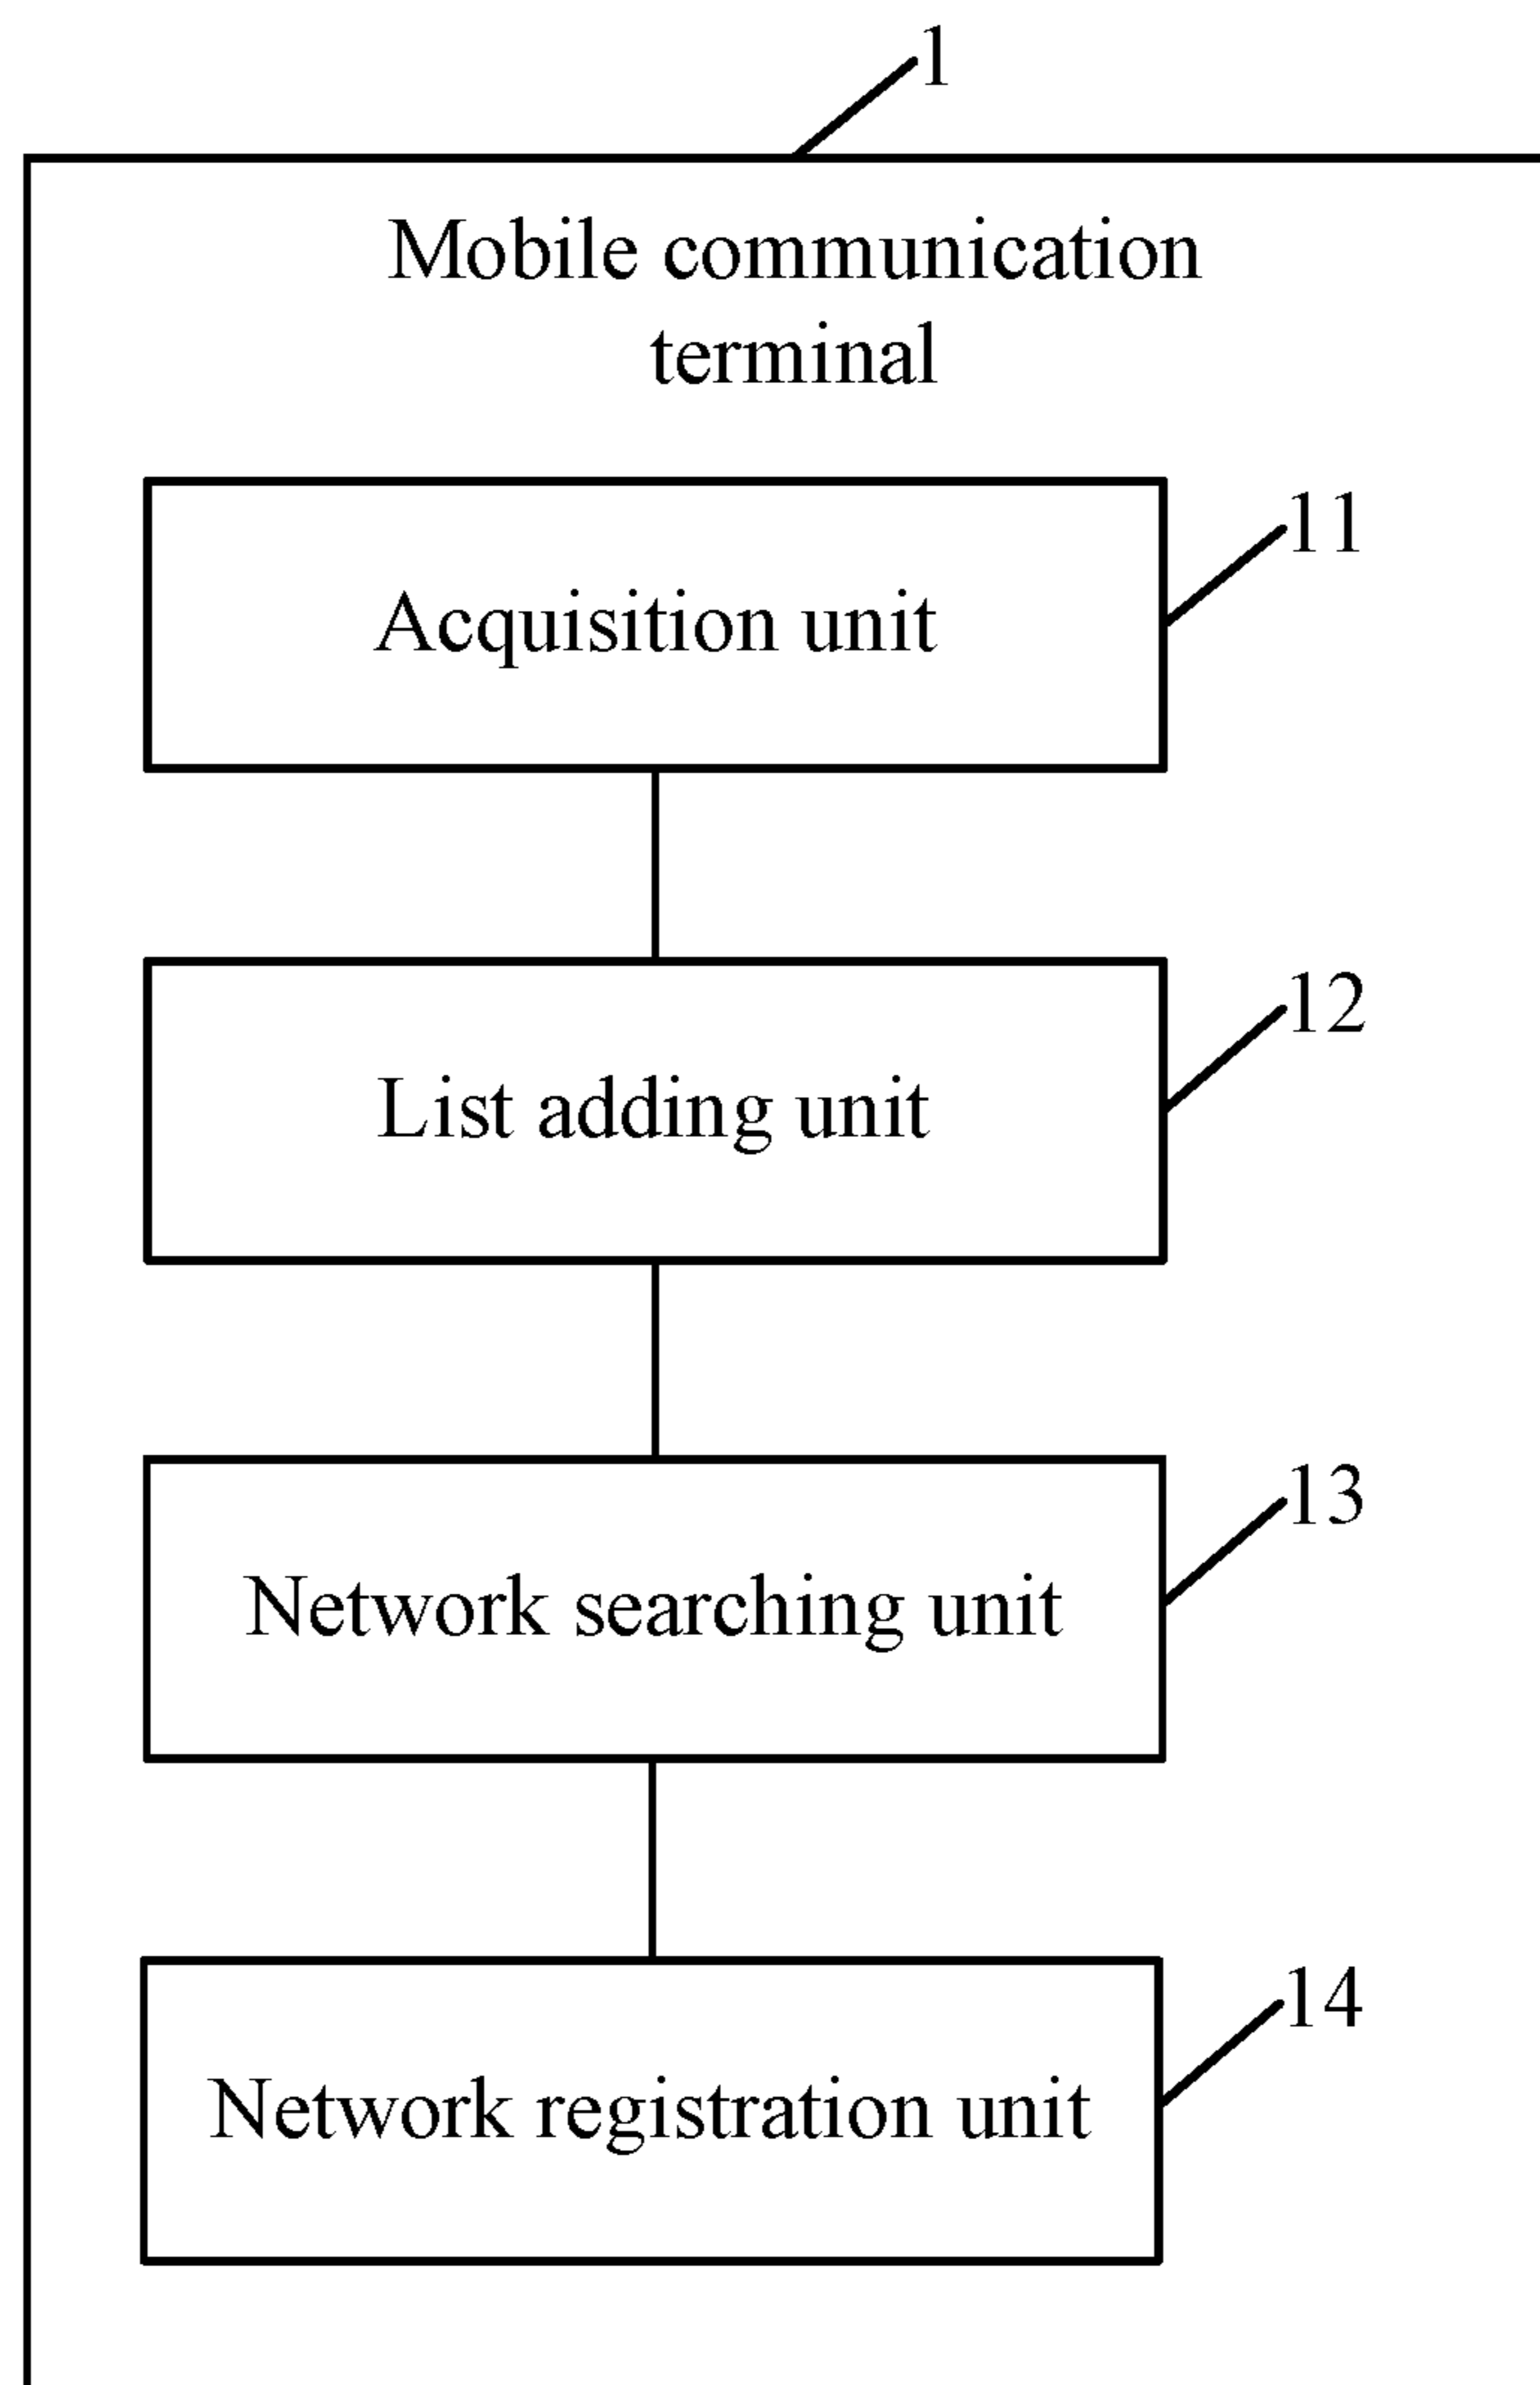 1
Mobile communication
terminal
11
Acquisition unit
12
List adding unit
13
Network searching unit
14
Network registration unit